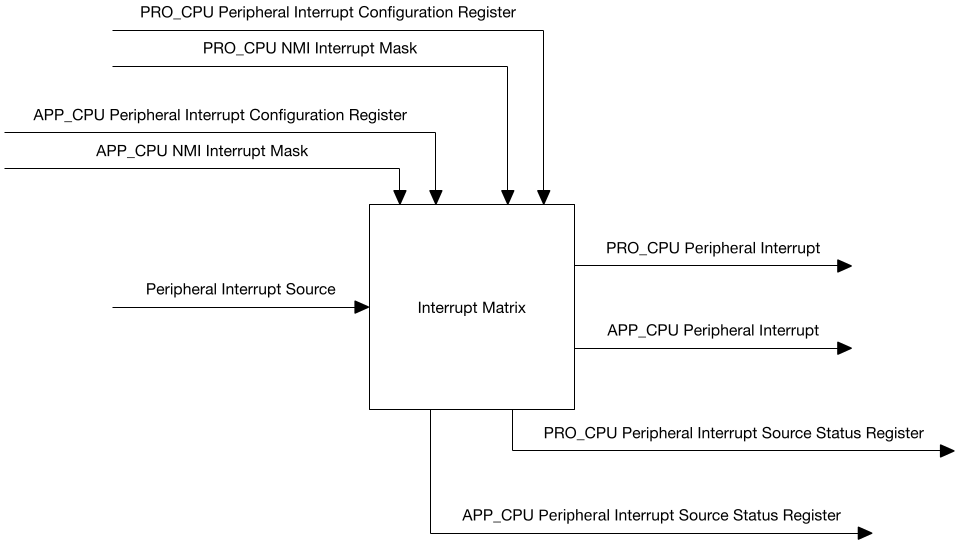 PRO_CPU Peripheral Interrupt Configuration Register
PRO_CPU NMI Interrupt Mask
APP_CPU Peripheral Interrupt Configuration Register
APP_CPU NMI Interrupt Mask
PRO_CPU Peripheral Interrupt
Peripheral Interrupt Source
Interrupt Matrix
APP_CPU Peripheral Interrupt
PRO_CPU Peripheral Interrupt Source Status Register
APP_CPU Peripheral Interrupt Source Status Register